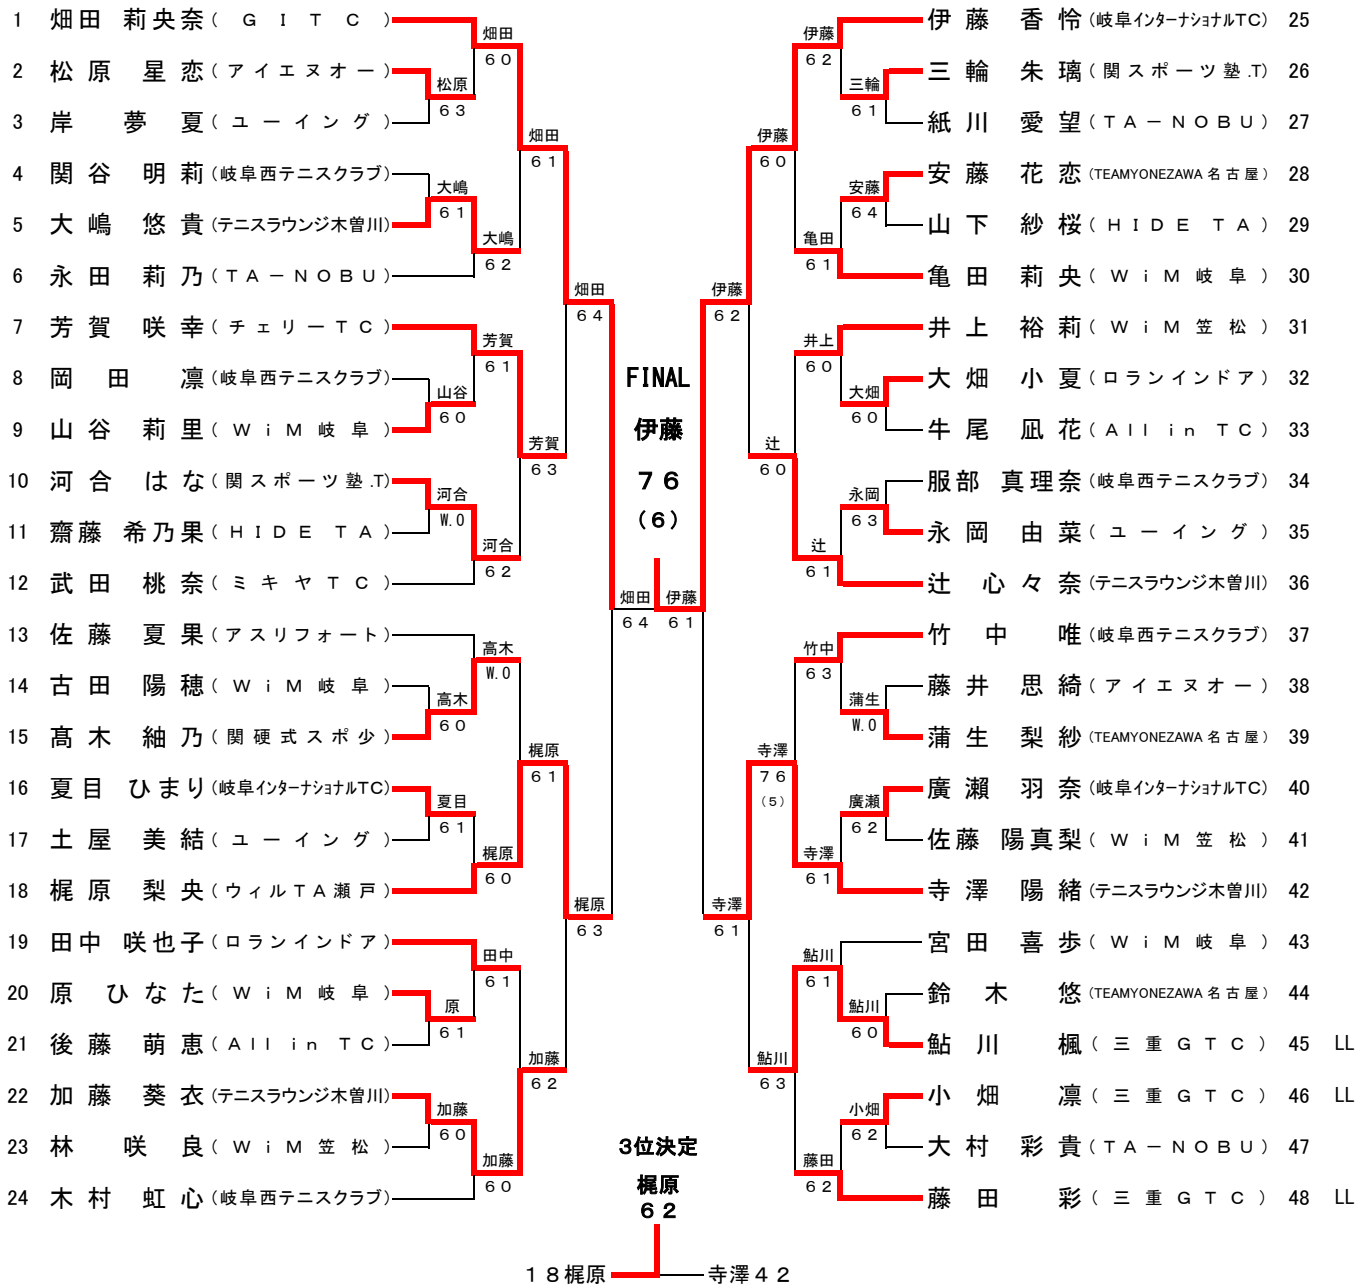 1 畑田 莉央奈 (GITC)
2 松原 星恋 (アイエヌオー)
3 岸 夢夏 (ユーイング)
4 関谷 明莉 (岐阜西テニスクラブ)
5 大嶋 悠貴 (テニスラウンジ木曽川)
6 永田 莉乃 (TA-NOBU)
7 芳賀 咲幸 (チェリーTC)
8 岡田 凛 (岐阜西テニスクラブ)
9 山谷 莉里 (WiM岐阜)
10 河合 はな (関スポーツ塾.T)
11 齋藤 希乃果 (HIDE TA)
12 武田 桃奈 (ミキヤTC)
13 佐藤 夏果 (アスリフォート)
14 古田 陽穂 (WiM岐阜)
15 髙木 紬乃 (関硬式スポ少)
16 夏目 ひまり (岐阜インターナショナルTC)
17 土屋 美結 (ユーイング)
18 梶原 梨央 (ウィルTA瀬戸)
19 田中 咲也子 (ロランインドア)
20 原 ひなた (WiM岐阜)
21 後藤 萌恵 (All in TC)
22 加藤 葵衣 (テニスラウンジ木曽川)
23 林 咲良 (WiM笠松)
24 木村 虹心 (岐阜西テニスクラブ)
松原
63
大嶋
61
山谷
60
河合
W.0
高木
60
夏目
61
原
61
加藤
60
畑田
60
大嶋
62
芳賀
61
河合
62
高木
W.0
梶原
60
田中
61
加藤
60
畑田
61
芳賀
63
梶原
61
加藤
62
畑田
64
梶原
63
畑田
64
FINAL
伊藤
76
(6)
伊藤
61
伊藤
62
寺澤
61
伊藤
60
辻
60
寺澤
76
(5)
鮎川
63
伊藤
62
亀田
61
井上
60
辻
61
竹中
63
寺澤
61
鮎川
61
藤田
62
三輪
61
安藤
64
大畑
60
永岡
63
蒲生
W.0
廣瀬
62
鮎川
60
小畑
62
伊藤 香怜 (岐阜インターナショナルTC) 25
三輪 朱璃 (関スポーツ塾.T) 26
紙川 愛望 (TA-NOBU) 27
安藤 花恋 (TEAMYONEZAWA名古屋) 28
山下 紗桜 (HIDE TA) 29
亀田 莉央 (WiM岐阜) 30
井上 裕莉 (WiM笠松) 31
大畑 小夏 (ロランインドア) 32
牛尾 凪花 (All in TC) 33
服部 真理奈 (岐阜西テニスクラブ) 34
永岡 由菜 (ユーイング) 35
辻 心々奈 (テニスラウンジ木曽川) 36
竹中 唯 (岐阜西テニスクラブ) 37
藤井 思綺 (アイエヌオー) 38
蒲生 梨紗 (TEAMYONEZAWA名古屋) 39
廣瀬 羽奈 (岐阜インターナショナルTC) 40
佐藤 陽真梨 (WiM笠松) 41
寺澤 陽緒 (テニスラウンジ木曽川) 42
宮田 喜歩 (WiM岐阜) 43
鈴木 悠 (TEAMYONEZAWA名古屋) 44
鮎川 楓 (三重GTC) 45 LL
小畑 凛 (三重GTC) 46 LL
大村 彩貴 (TA-NOBU) 47
藤田 彩 (三重GTC) 48 LL
3位決定
梶原
62
18梶原
寺澤42